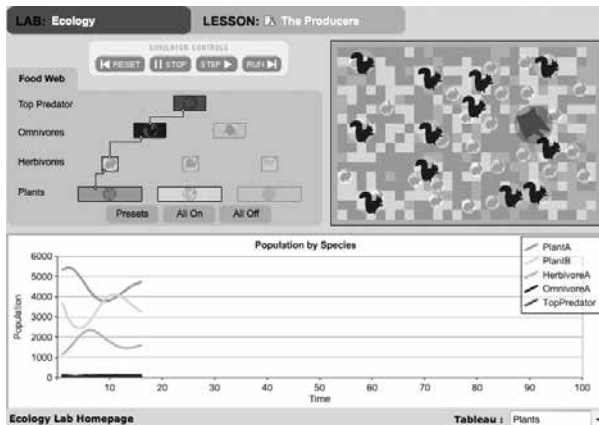 LAB: Ecology
LESSON: The Producers
SIMULATOR CONTROLS
RESET STOP STEP RUN
Food Web
Top Predator
Omnivores
Herbivores
Plants
Presets All On All Off
Population by Species
6000
5000
4000
3000
2000
1000
0
Population
10 20 30 40 50 60 70 80 90 100
Time
PlantA
PlantB
HerbivoreA
OmnivoreA
TopPredator
Ecology Lab Homepage
Tableau : Plants